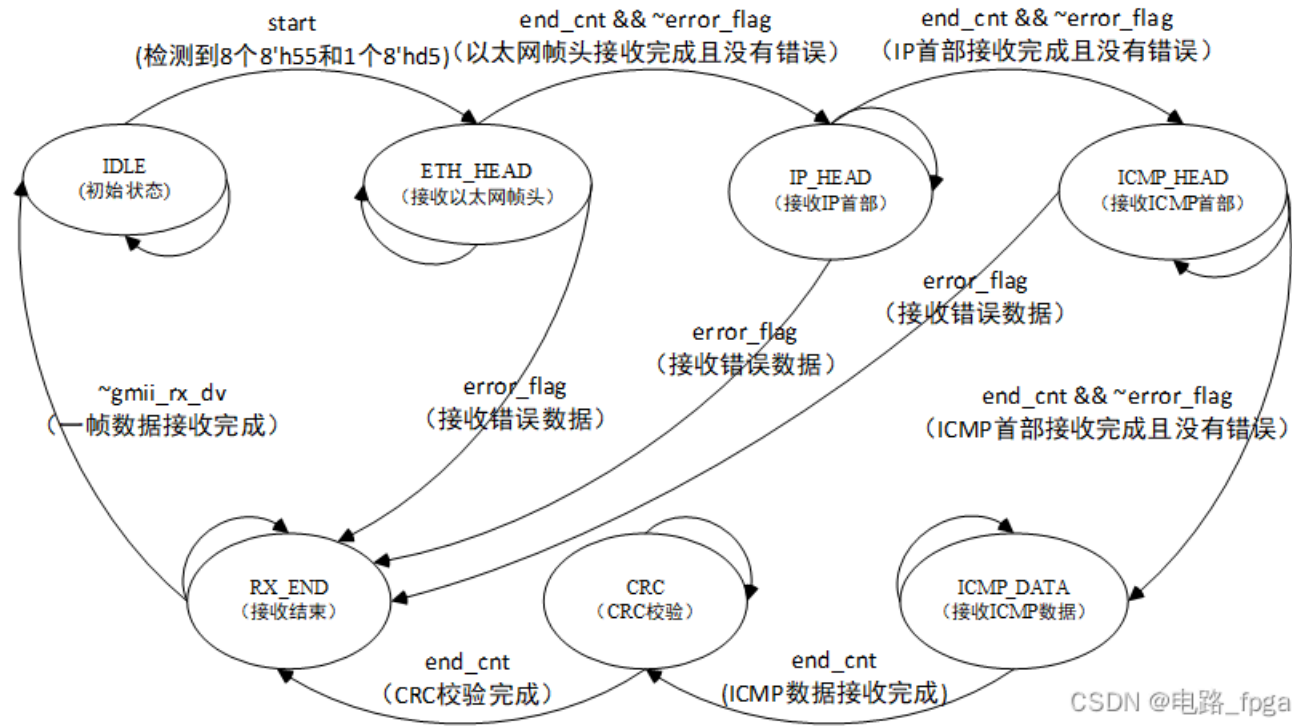 start
(检测到8个8'h55和1个8'hd5)
end_cnt && ~error_flag
（以太网帧头接收完成且没有错误）
end_cnt && ~error_flag
（IP首部接收完成且没有错误）
IDLE
(初始状态)
ETH_HEAD
（接收以太网帧头）
IP_HEAD
（接收IP首部）
ICMP_HEAD
（接收ICMP首部）
error_flag
（接收错误数据）
error_flag
（接收错误数据）
error_flag
（接收错误数据）
~gmii_rx_dv
（一帧数据接收完成）
end_cnt && ~error_flag
（ICMP首部接收完成且没有错误）
RX_END
（接收结束）
CRC
（CRC校验）
ICMP_DATA
（接收ICMP数据）
end_cnt
（CRC校验完成）
end_cnt
(ICMP数据接收完成)
CSDN @电路_fpga